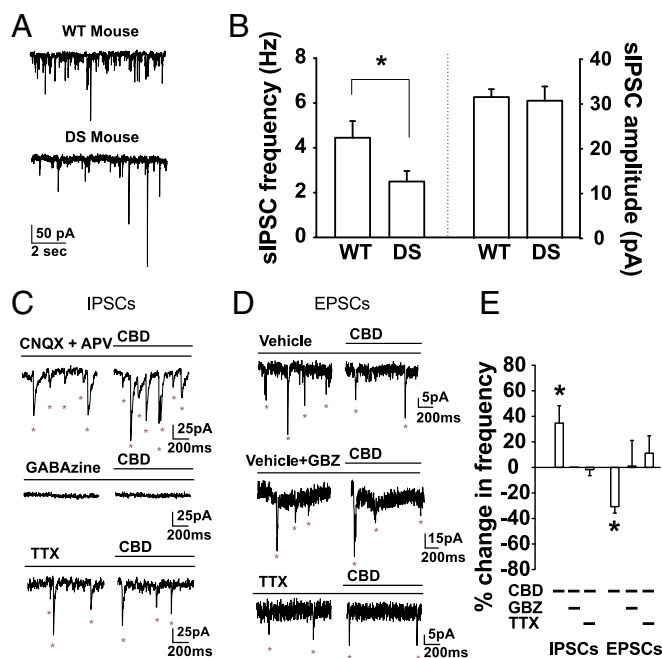 A
WT Mouse
DS Mouse
50 pA
2 sec
B
sIPSC frequency (Hz)
8
6
4
2
0
*
WT DS WT DS
40
30
20
10
0
sIPSC amplitude (pA)
C
IPSCs
CNQX + APV CBD
* * * * * * * * * * *
25pA
200ms
GABAzine CBD
25pA
200ms
TTX CBD
* * * * * *
25pA
200ms
D
EPSCs
Vehicle CBD
* * * * * *
5pA
200ms
Vehicle+GBZ CBD
* * * * * *
15pA
200ms
TTX CBD
* * * *
5pA
200ms
E
% change in frequency
80
60
40
20
0
-20
-40
-60
-80
*
*
CBD
GBZ
TTX
IPSCs EPSCs